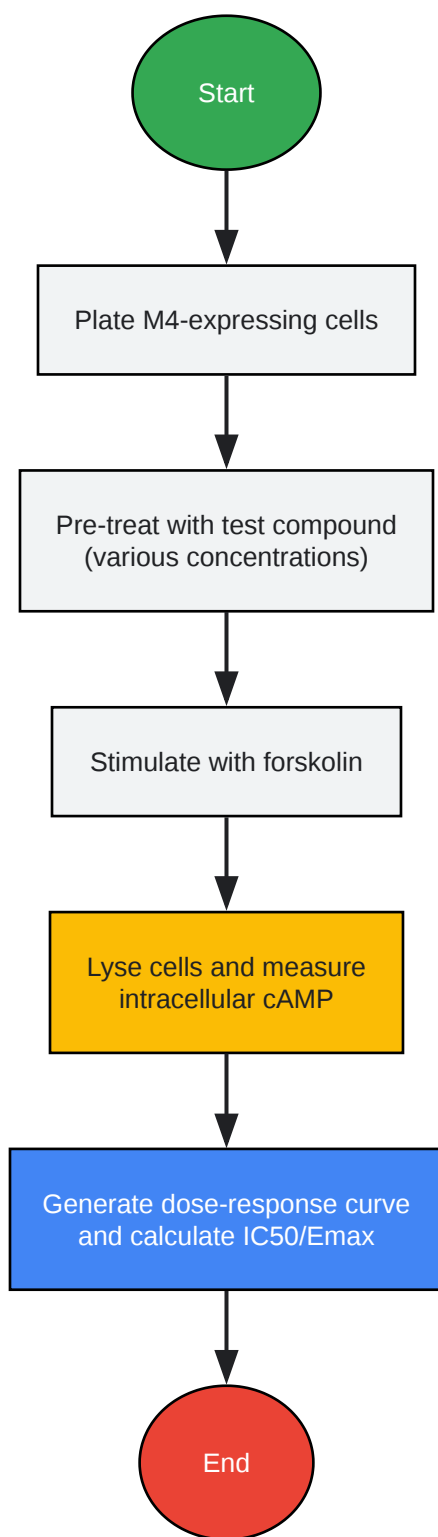 Start
Plate M4-expressing cells
Pre-treat with test compound
(various concentrations)
Stimulate with forskolin
Lyse cells and measure
intracellular cAMP
Generate dose-response curve
and calculate IC50/Emax
End